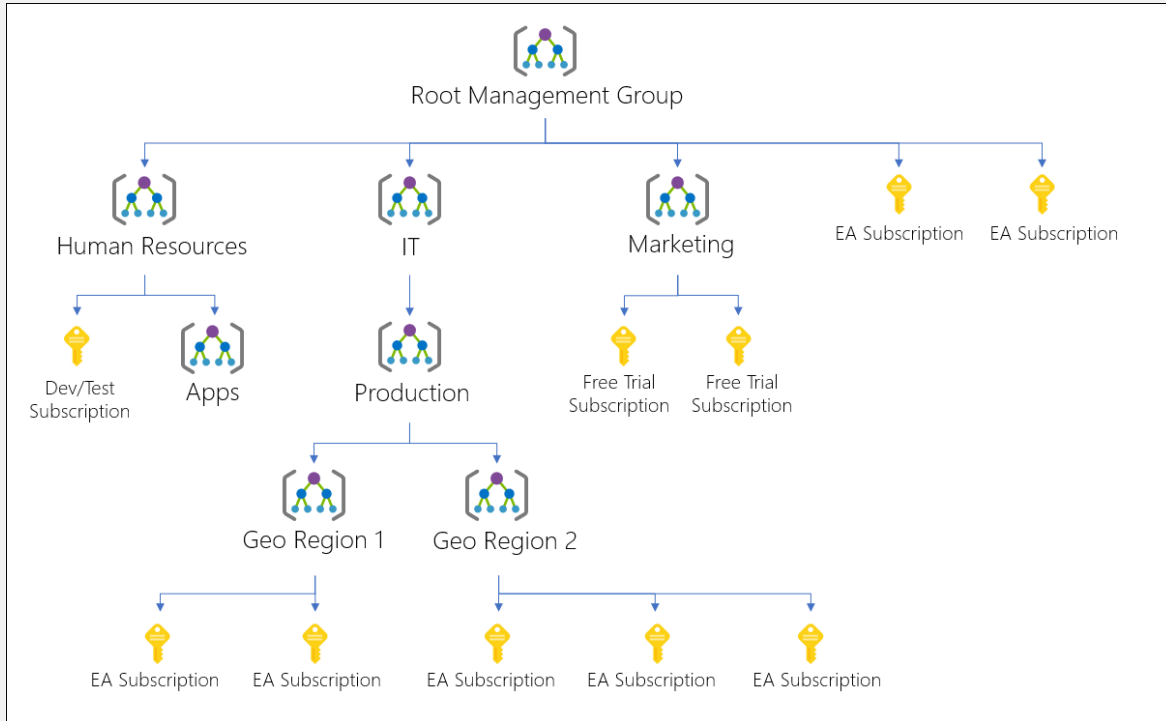 Root Management Group
Human Resources
IT
Marketing
EA Subscription
EA Subscription
Dev/Test
Subscription
Apps
Production
Free Trial
Subscription
Free Trial
Subscription
Geo Region 1
Geo Region 2
EA Subscription
EA Subscription
EA Subscription
EA Subscription
EA Subscription